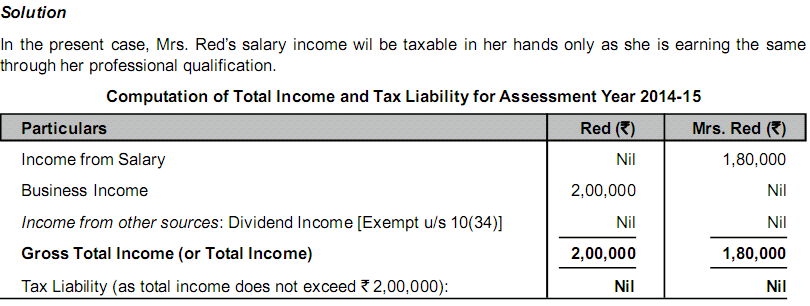 Solution
In the present case, Mrs. Red's salary income wil be taxable in her hands only as she is earning the same
through her professional qualification.
Computation of Total Income and Tax Liability for Assessment Year 2014-15
Particulars Red (₹) Mrs. Red (₹)
Income from Salary Nil 1,80,000
Business Income 2,00,000 Nil
Income from other sources: Dividend Income [Exempt u/s 10(34)] Nil Nil
Gross Total Income (or Total Income) 2,00,000 1,80,000
Tax Liability (as total income does not exceed ₹ 2,00,000): Nil Nil